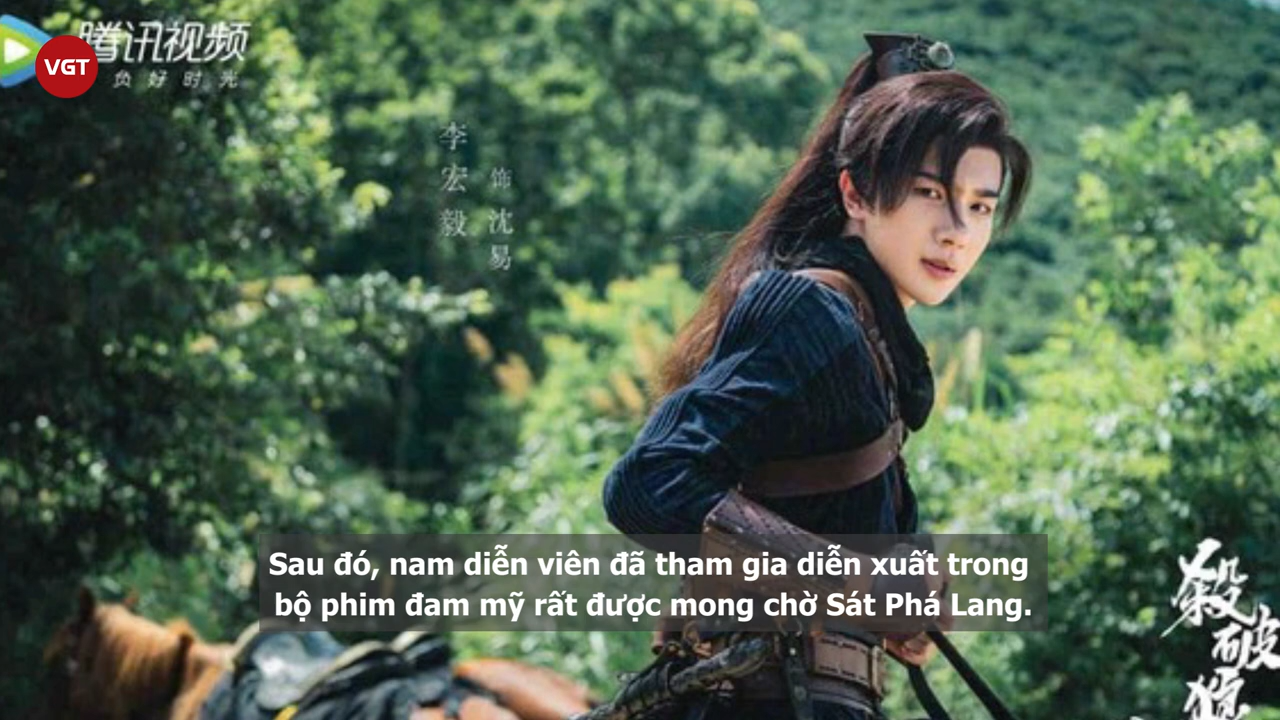 腾讯视频
负好时光
VGT
李宏毅
饰
沈易
Sau đó, nam diễn viên đã tham gia diễn xuất trong
bộ phim đam mỹ rất được mong chờ Sát Phá Lang.
殺破狼